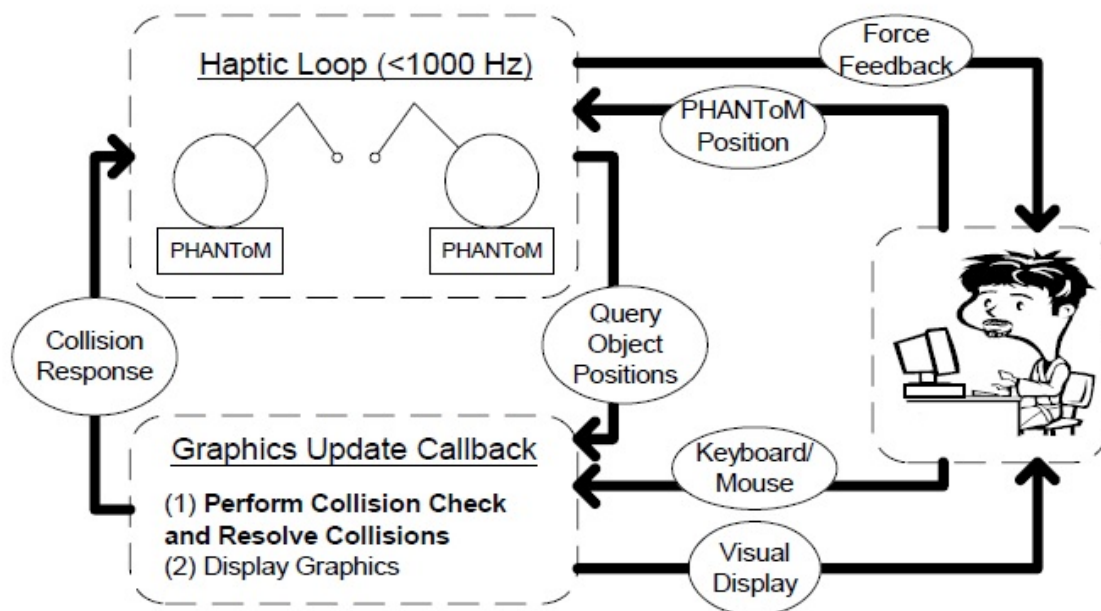 Haptic Loop (<1000 Hz)
PHANToM
PHANToM
Force
Feedback
PHANToM
Position
Collision
Response
Query
Object
Positions
Graphics Update Callback
(1) Perform Collision Check
and Resolve Collisions
(2) Display Graphics
Keyboard/
Mouse
Visual
Display